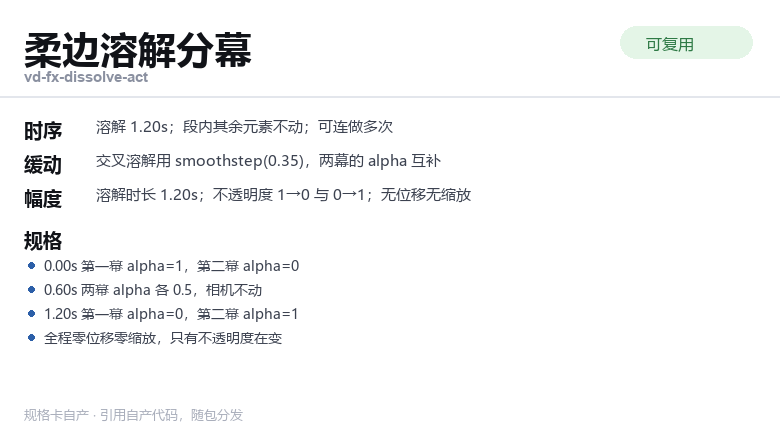 柔边溶解分幕
vd-fx-dissolve-act
可复用
时序 溶解 1.20s；段内其余元素不动；可连做多次
缓动 交叉溶解用 smoothstep(0.35)，两幕的 alpha 互补
幅度 溶解时长 1.20s；不透明度 1→0 与 0→1；无位移无缩放
规格
0.00s 第一幕 alpha=1，第二幕 alpha=0
0.60s 两幕 alpha 各 0.5，相机不动
1.20s 第一幕 alpha=0，第二幕 alpha=1
全程零位移零缩放，只有不透明度在变
规格卡自产 · 引用自产代码，随包分发